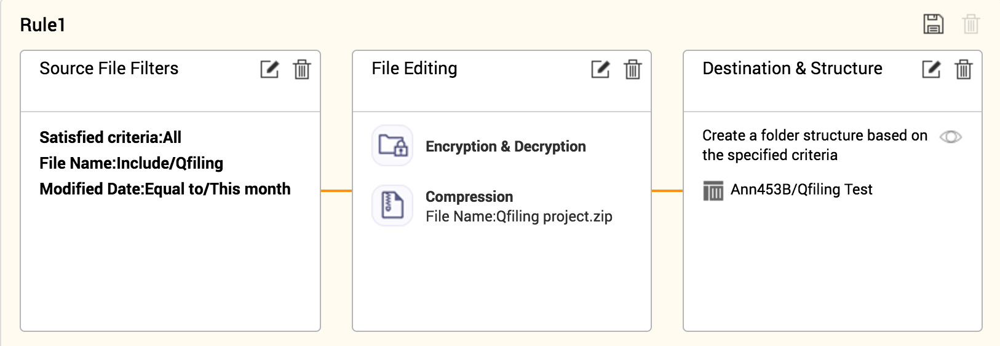 Rule1
Source File Filters
Satisfied criteria:All
File Name:Include/Qfiling
Modified Date:Equal to/This month
File Editing
Encryption & Decryption
Compression
File Name:Qfiling project.zip
Destination & Structure
Create a folder structure based on
the specified criteria
Ann453B/Qfiling Test